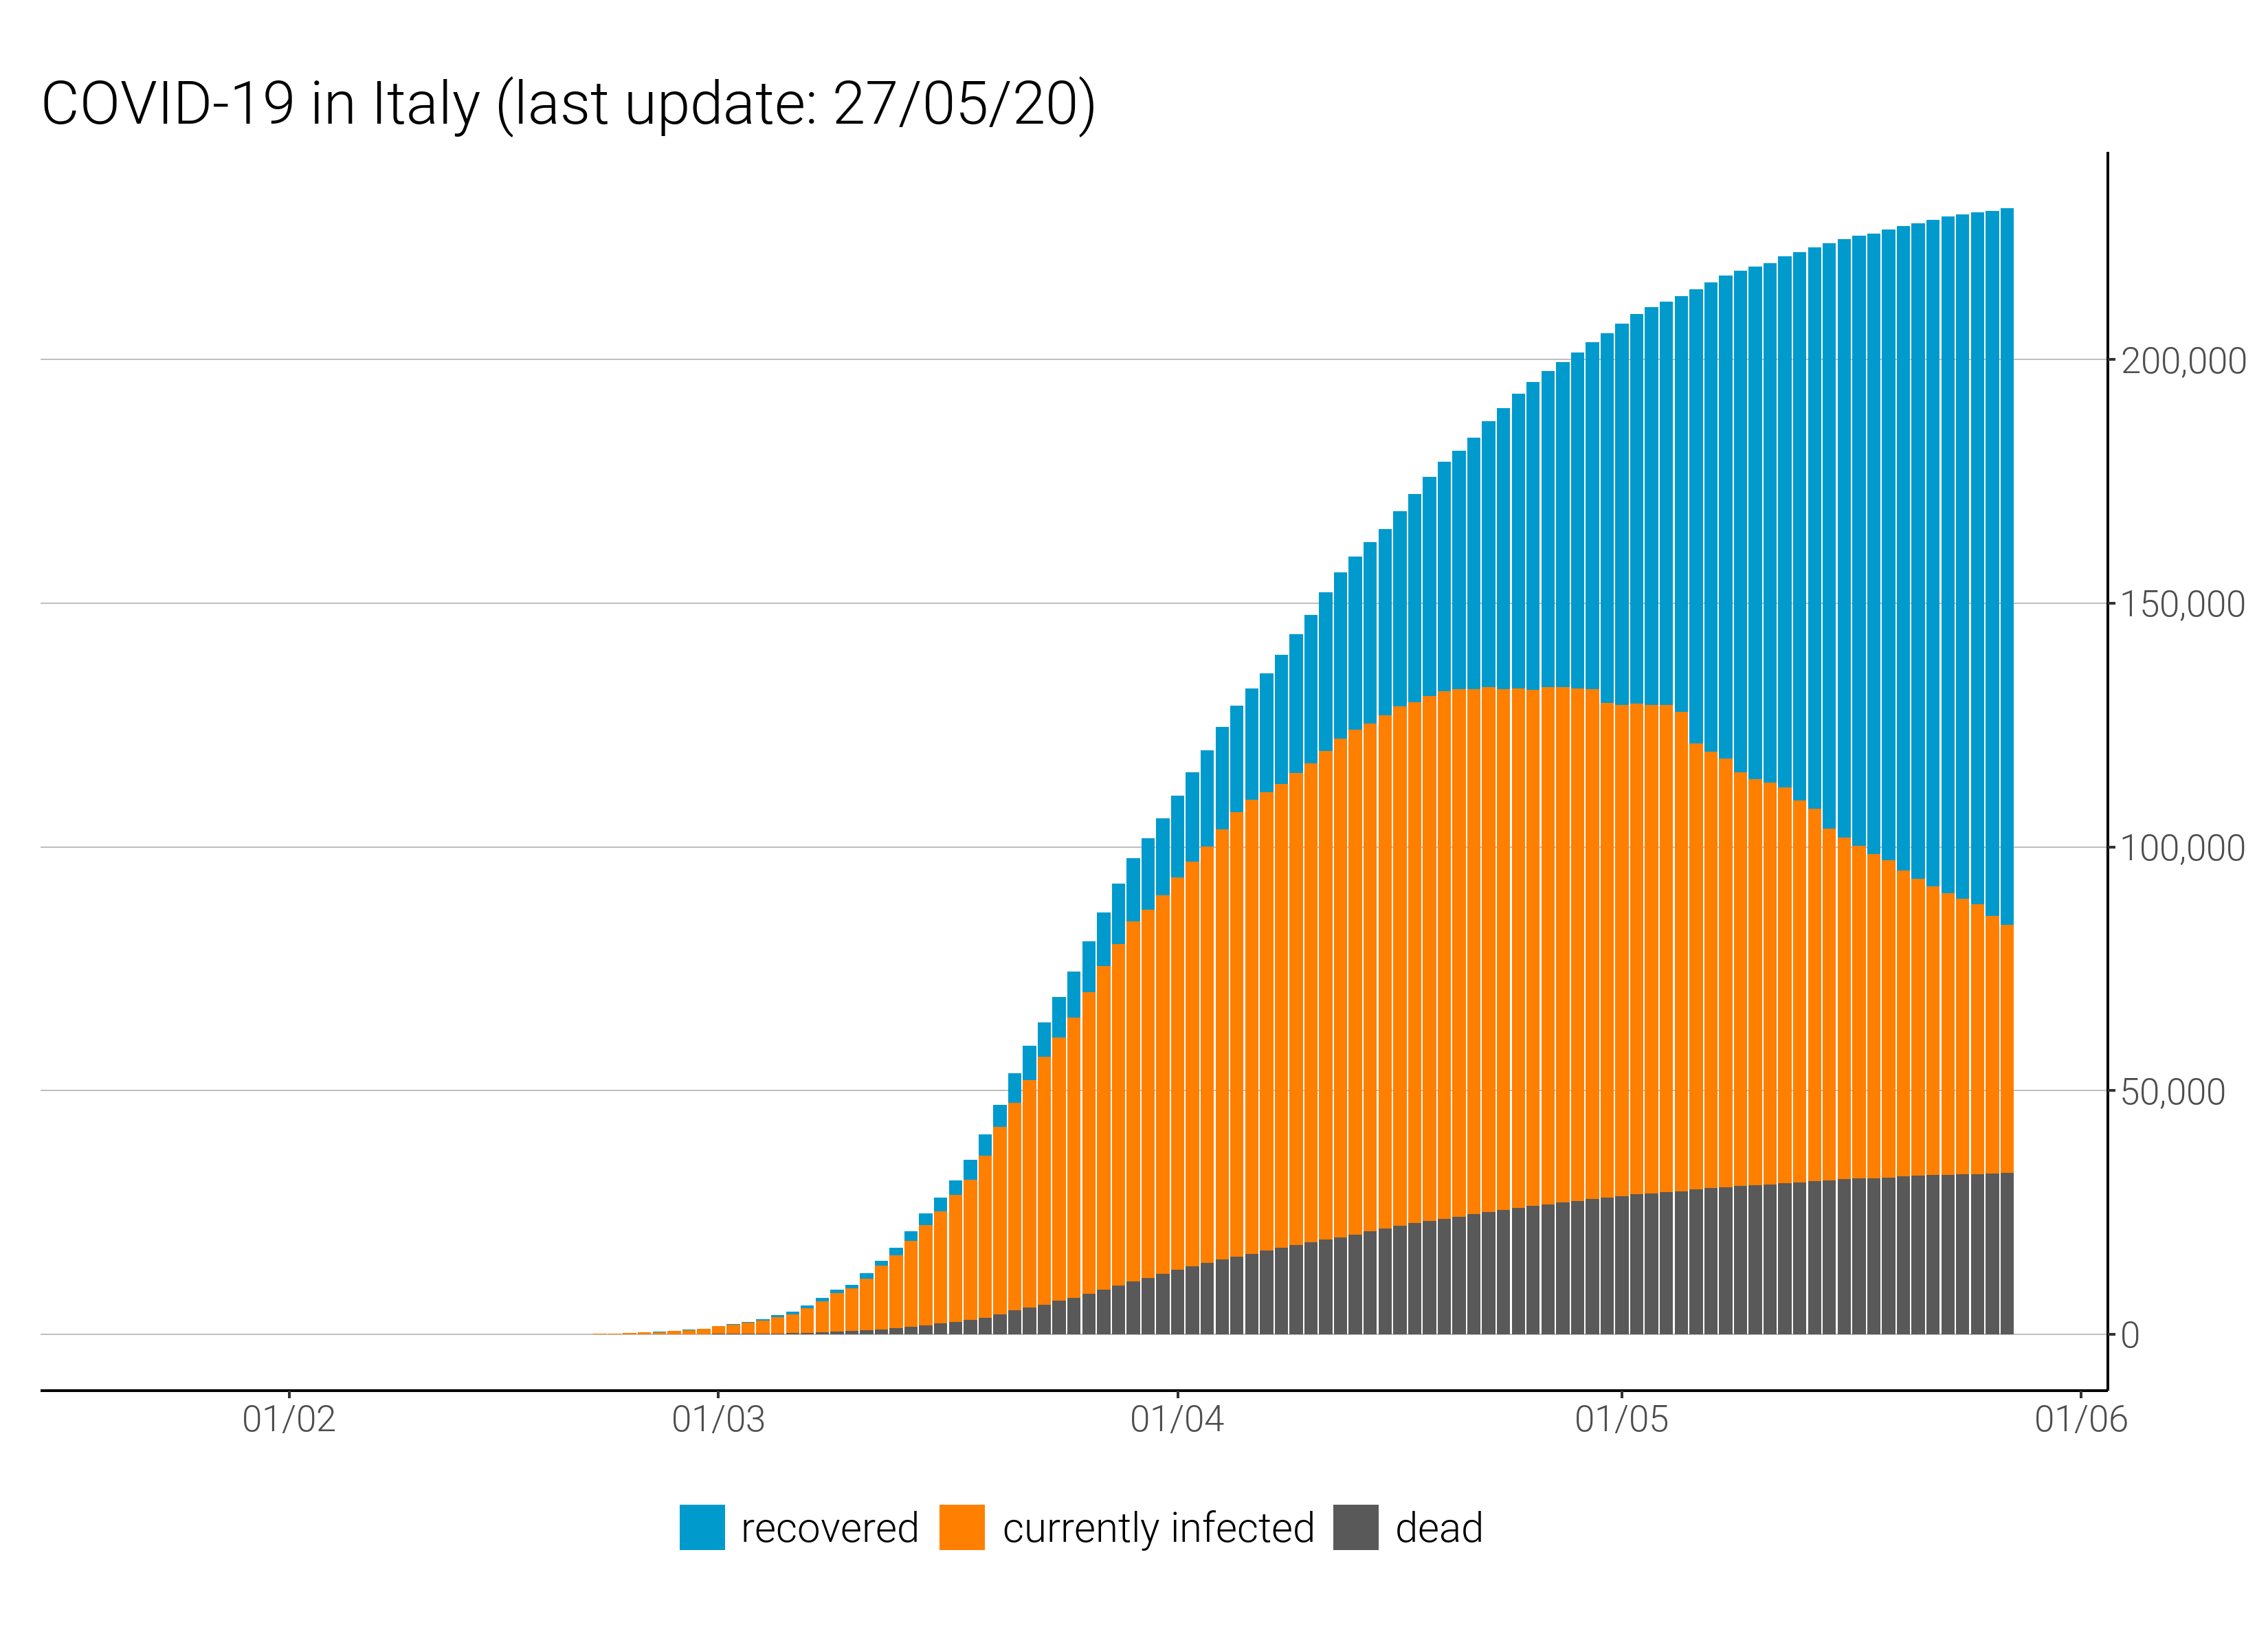 COVID-19 in Italy (last update: 27/05/20)
200,000
150,000
100,000
50,000
0
01/02 01/03 01/04 01/05 01/06
recovered currently infected dead